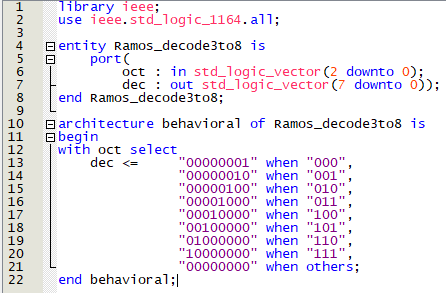 1 library ieee;
2 use ieee.std_logic_1164.all;
3
4 entity Ramos_decode3to8 is
5 port(
6 oct : in std_logic_vector(2 downto 0);
7 dec : out std_logic_vector(7 downto 0));
8 end Ramos_decode3to8;
9
10 architecture behavioral of Ramos_decode3to8 is
11 begin
12 with oct select
13 dec <= "00000001" when "000",
14 "00000010" when "001",
15 "00000100" when "010",
16 "00001000" when "011",
17 "00010000" when "100",
18 "00100000" when "101",
19 "01000000" when "110",
20 "10000000" when "111",
21 "00000000" when others;
22 end behavioral;